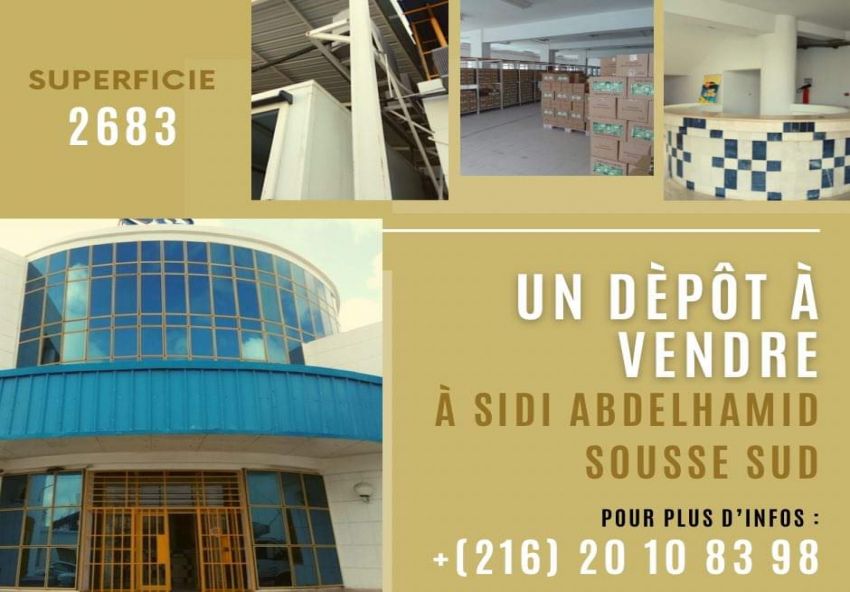 SUPERFICIE
2683
UN DÈPÔT À
VENDRE
À SIDI ABDELHAMID
SOUSSE SUD
POUR PLUS D'INFOS :
+(216) 20 10 83 98